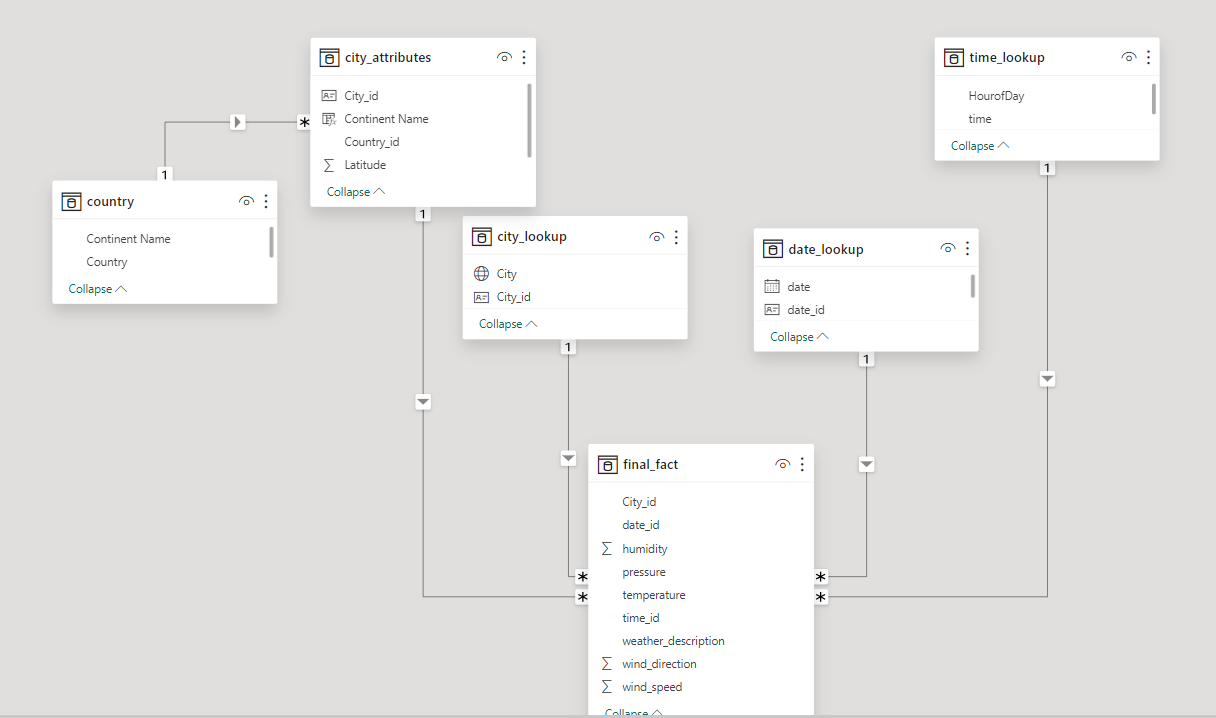 city_attributes
City_id
Continent Name
Country_id
Latitude
Collapse
time_lookup
HourofDay
time
Collapse
*
1
country
Continent Name
Country
Collapse
1
1
city_lookup
City
City_id
Collapse
1
date_lookup
date
date_id
Collapse
1
final_fact
City_id
date_id
humidity
pressure
temperature
time_id
weather_description
wind_direction
wind_speed
Collapse
*
*
*
*